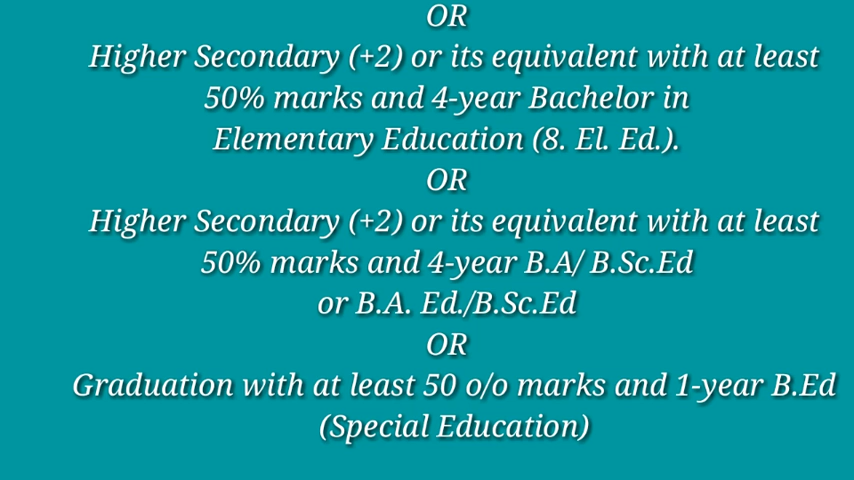 OR
Higher Secondary (+2) or its equivalent with at least
50% marks and 4-year Bachelor in
Elementary Education (8. El. Ed.).
OR
Higher Secondary (+2) or its equivalent with at least
50% marks and 4-year B.A/ B.Sc.Ed
or B.A. Ed./B.Sc.Ed
OR
Graduation with at least 50 o/o marks and 1-year B.Ed
(Special Education)